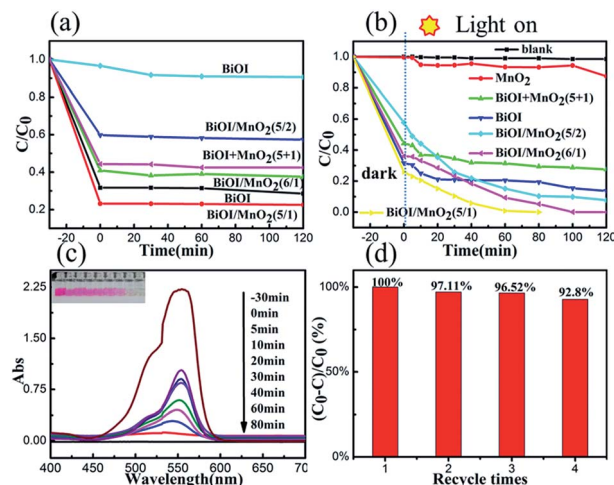 (a)
C/C0
1.0
0.8
0.6
0.4
0.2
BiOI
BiOI/MnO2(5/2)
BiOI+MnO2(5+1)
BiOI/MnO2(6/1)
BiOI
BiOI/MnO2(5/1)
-20 0 20 40 60 80 100 120
Time(min)
(b) Light on
C/C0
1.0
0.8
0.6
0.4
0.2
0.0
blank
MnO2
BiOI+MnO2(5+1)
BiOI
BiOI/MnO2(5/2)
BiOI/MnO2(6/1)
dark
BiOI/MnO2(5/1)
-20 0 20 40 60 80 100 120
Time(min)
(c)
Abs
2.25
1.50
0.75
0.00
-30min
0min
5min
10min
20min
30min
40min
60min
80min
400 450 500 550 600 650 700
Wavelength(nm)
(d)
(C0-C)/C0 (%)
100%
50%
0%
100% 97.11% 96.52% 92.8%
1 2 3 4
Recycle times